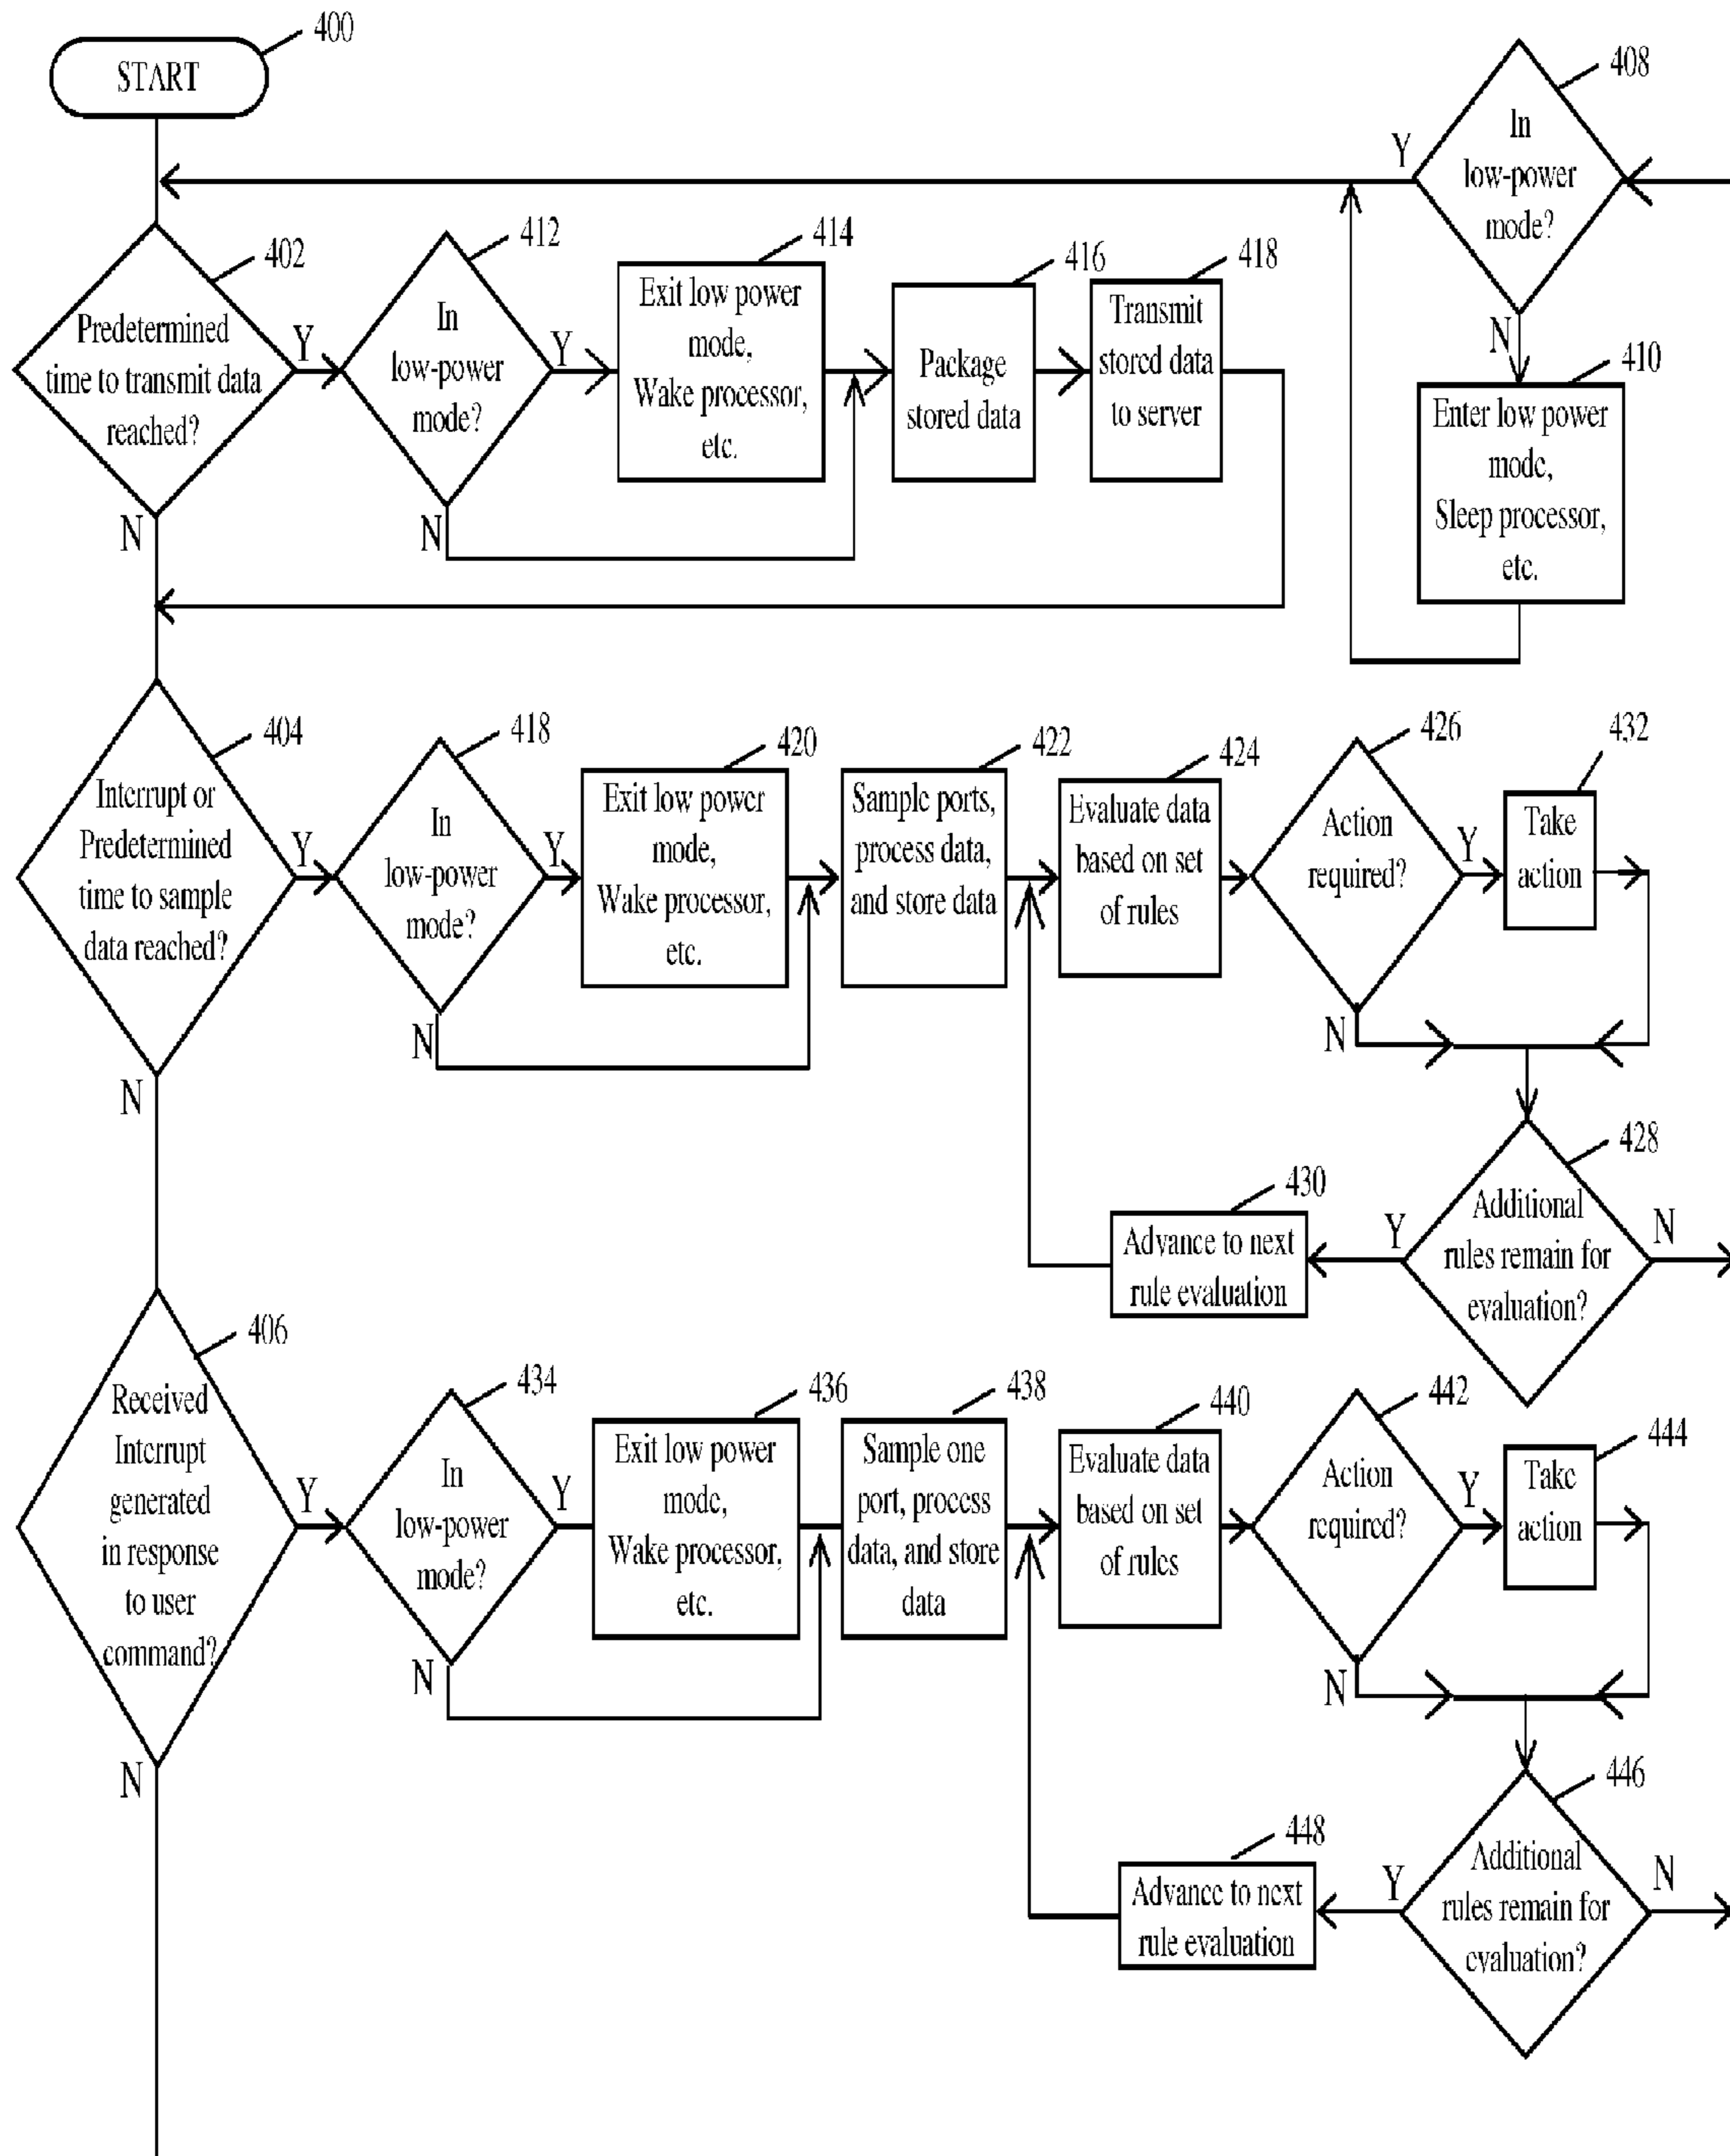 400
START
408
In
low-power
mode?
Y
N
410
Enter low power
mode,
Sleep processor,
etc.
402
Predetermined
time to transmit data
reached?
Y
N
412
In
low-power
mode?
Y
N
414
Exit low power
mode,
Wake processor,
etc.
416
Package
stored data
418
Transmit
stored data
to server
404
Interrupt or
Predetermined
time to sample
data reached?
Y
N
418
In
low-power
mode?
Y
N
420
Exit low power
mode,
Wake processor,
etc.
422
Sample ports,
process data,
and store data
424
Evaluate data
based on set
of rules
426
Action
required?
Y
N
432
Take
action
428
Additional
rules remain for
evaluation?
Y
N
430
Advance to next
rule evaluation
406
Received
Interrupt
generated
in response
to user
command?
Y
N
434
In
low-power
mode?
Y
N
436
Exit low power
mode,
Wake processor,
etc.
438
Sample one
port, process
data, and store
data
440
Evaluate data
based on set
of rules
442
Action
required?
Y
N
444
Take
action
446
Additional
rules remain for
evaluation?
Y
N
448
Advance to next
rule evaluation